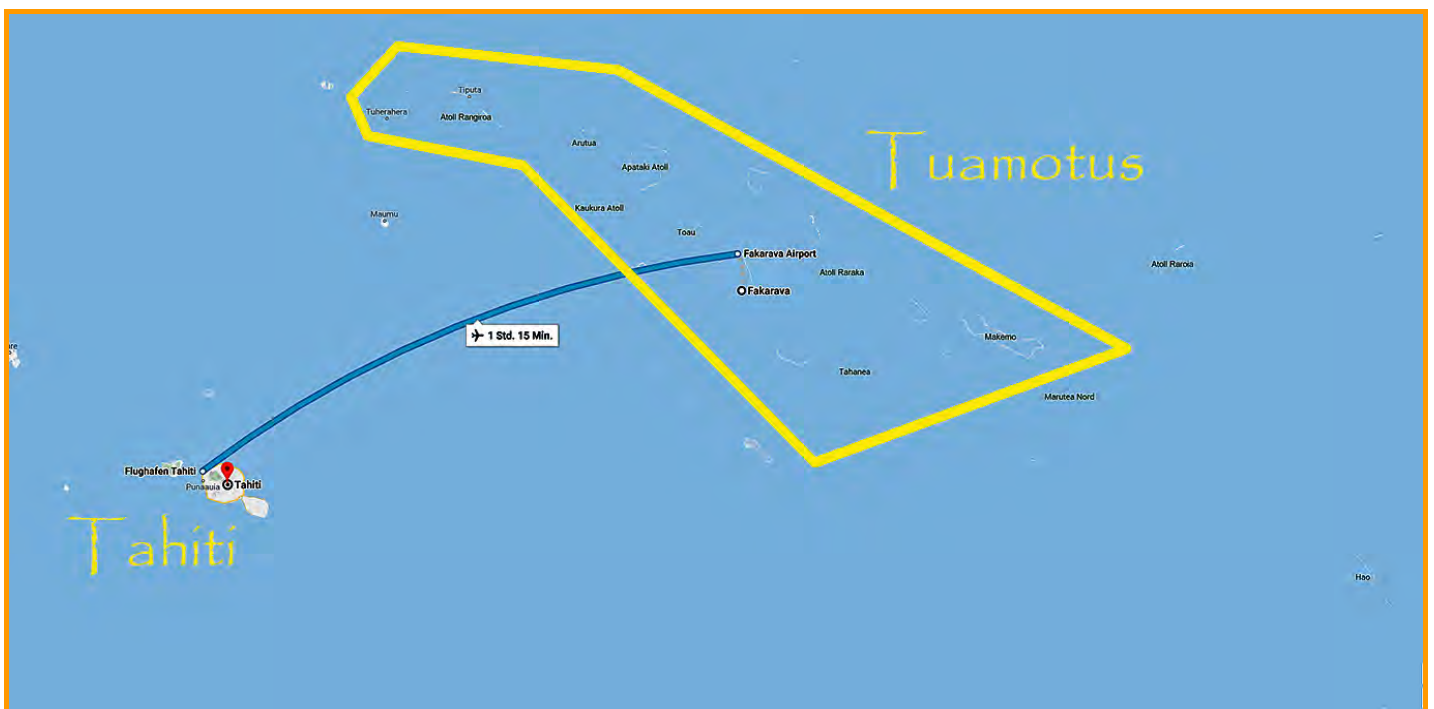 Tiputa
Tuherahera
Atoll Rangiroa
Arutua
Apataki Atoll
Tuamotus
Kaukura Atoll
Maumu
Toau
Fakarava Airport
Atoll Raroia
Atoll Raraka
Fakarava
1 Std. 15 Min.
Makemo
Tahanea
Marutea Nord
Flughafen Tahiti
Tahiti
Punaauia
Tahiti
Hao